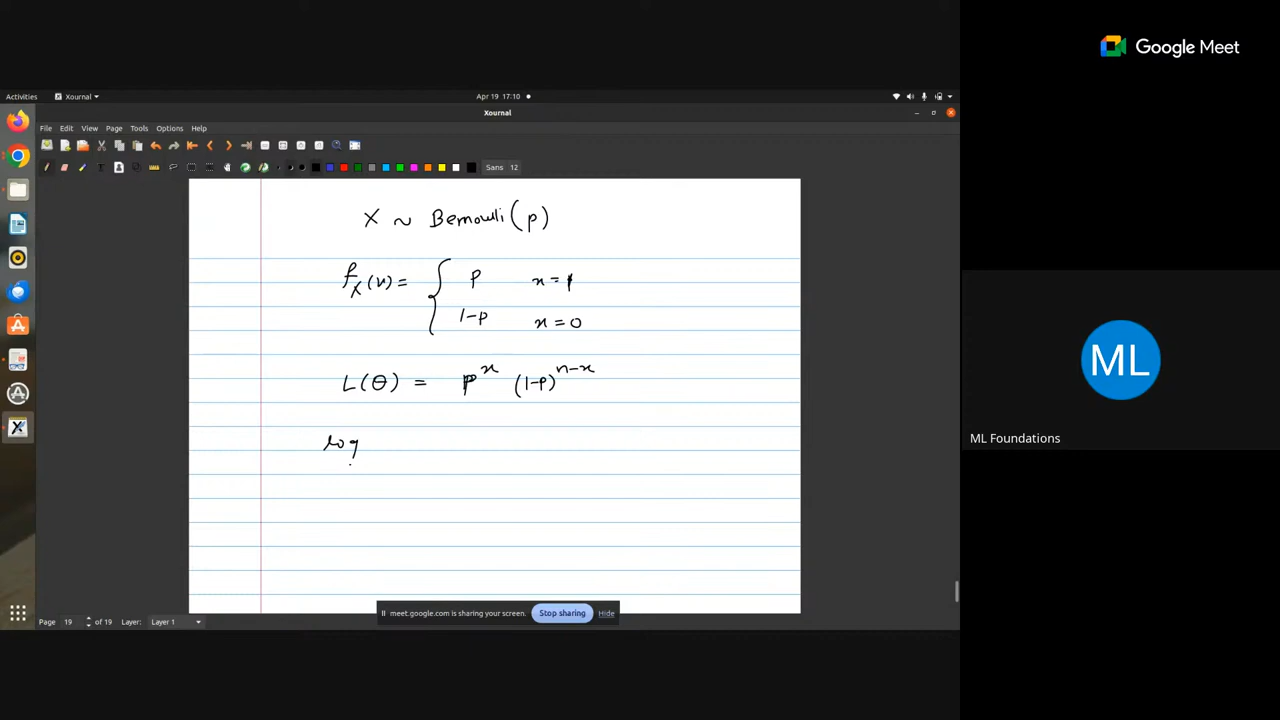 Google Meet
Activities Xournal Apr 19 17:10
Xournal
File Edit View Page Tools Options Help
Sans 12
X ~ Bernoulli (p)
f_X(x) = { p x = 1
1-p x = 0
L(θ) = p^x (1-p)^{n-x}
log
ML
ML Foundations
meet.google.com is sharing your screen. Stop sharing Hide
Page 19 of 19 Layer: Layer 1